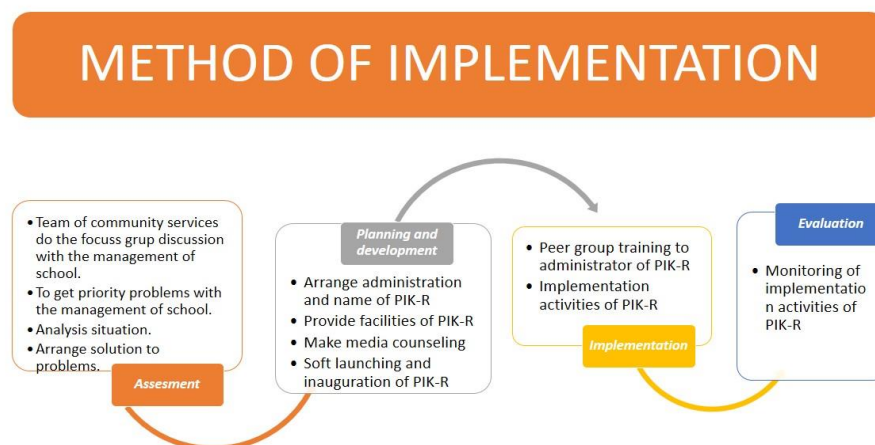 METHOD OF IMPLEMENTATION
•Team of community services
do the focuss grup discussion
with the management of
school.
•To get priority problems with
the management of school.
•Analysis situation.
•Arrange solution to
problems.
Assesment
Planning and
development
• Arrange administration
and name of PIK-R
• Provide facilities of PIK-R
• Make media counseling
• Soft launching and
inauguration of PIK-R
• Peer group training to
administrator of PIK-R
• Implementation
activities of PIK-R
Implementation
Evaluation
• Monitoring of
implementatio
n activities of
PIK-R